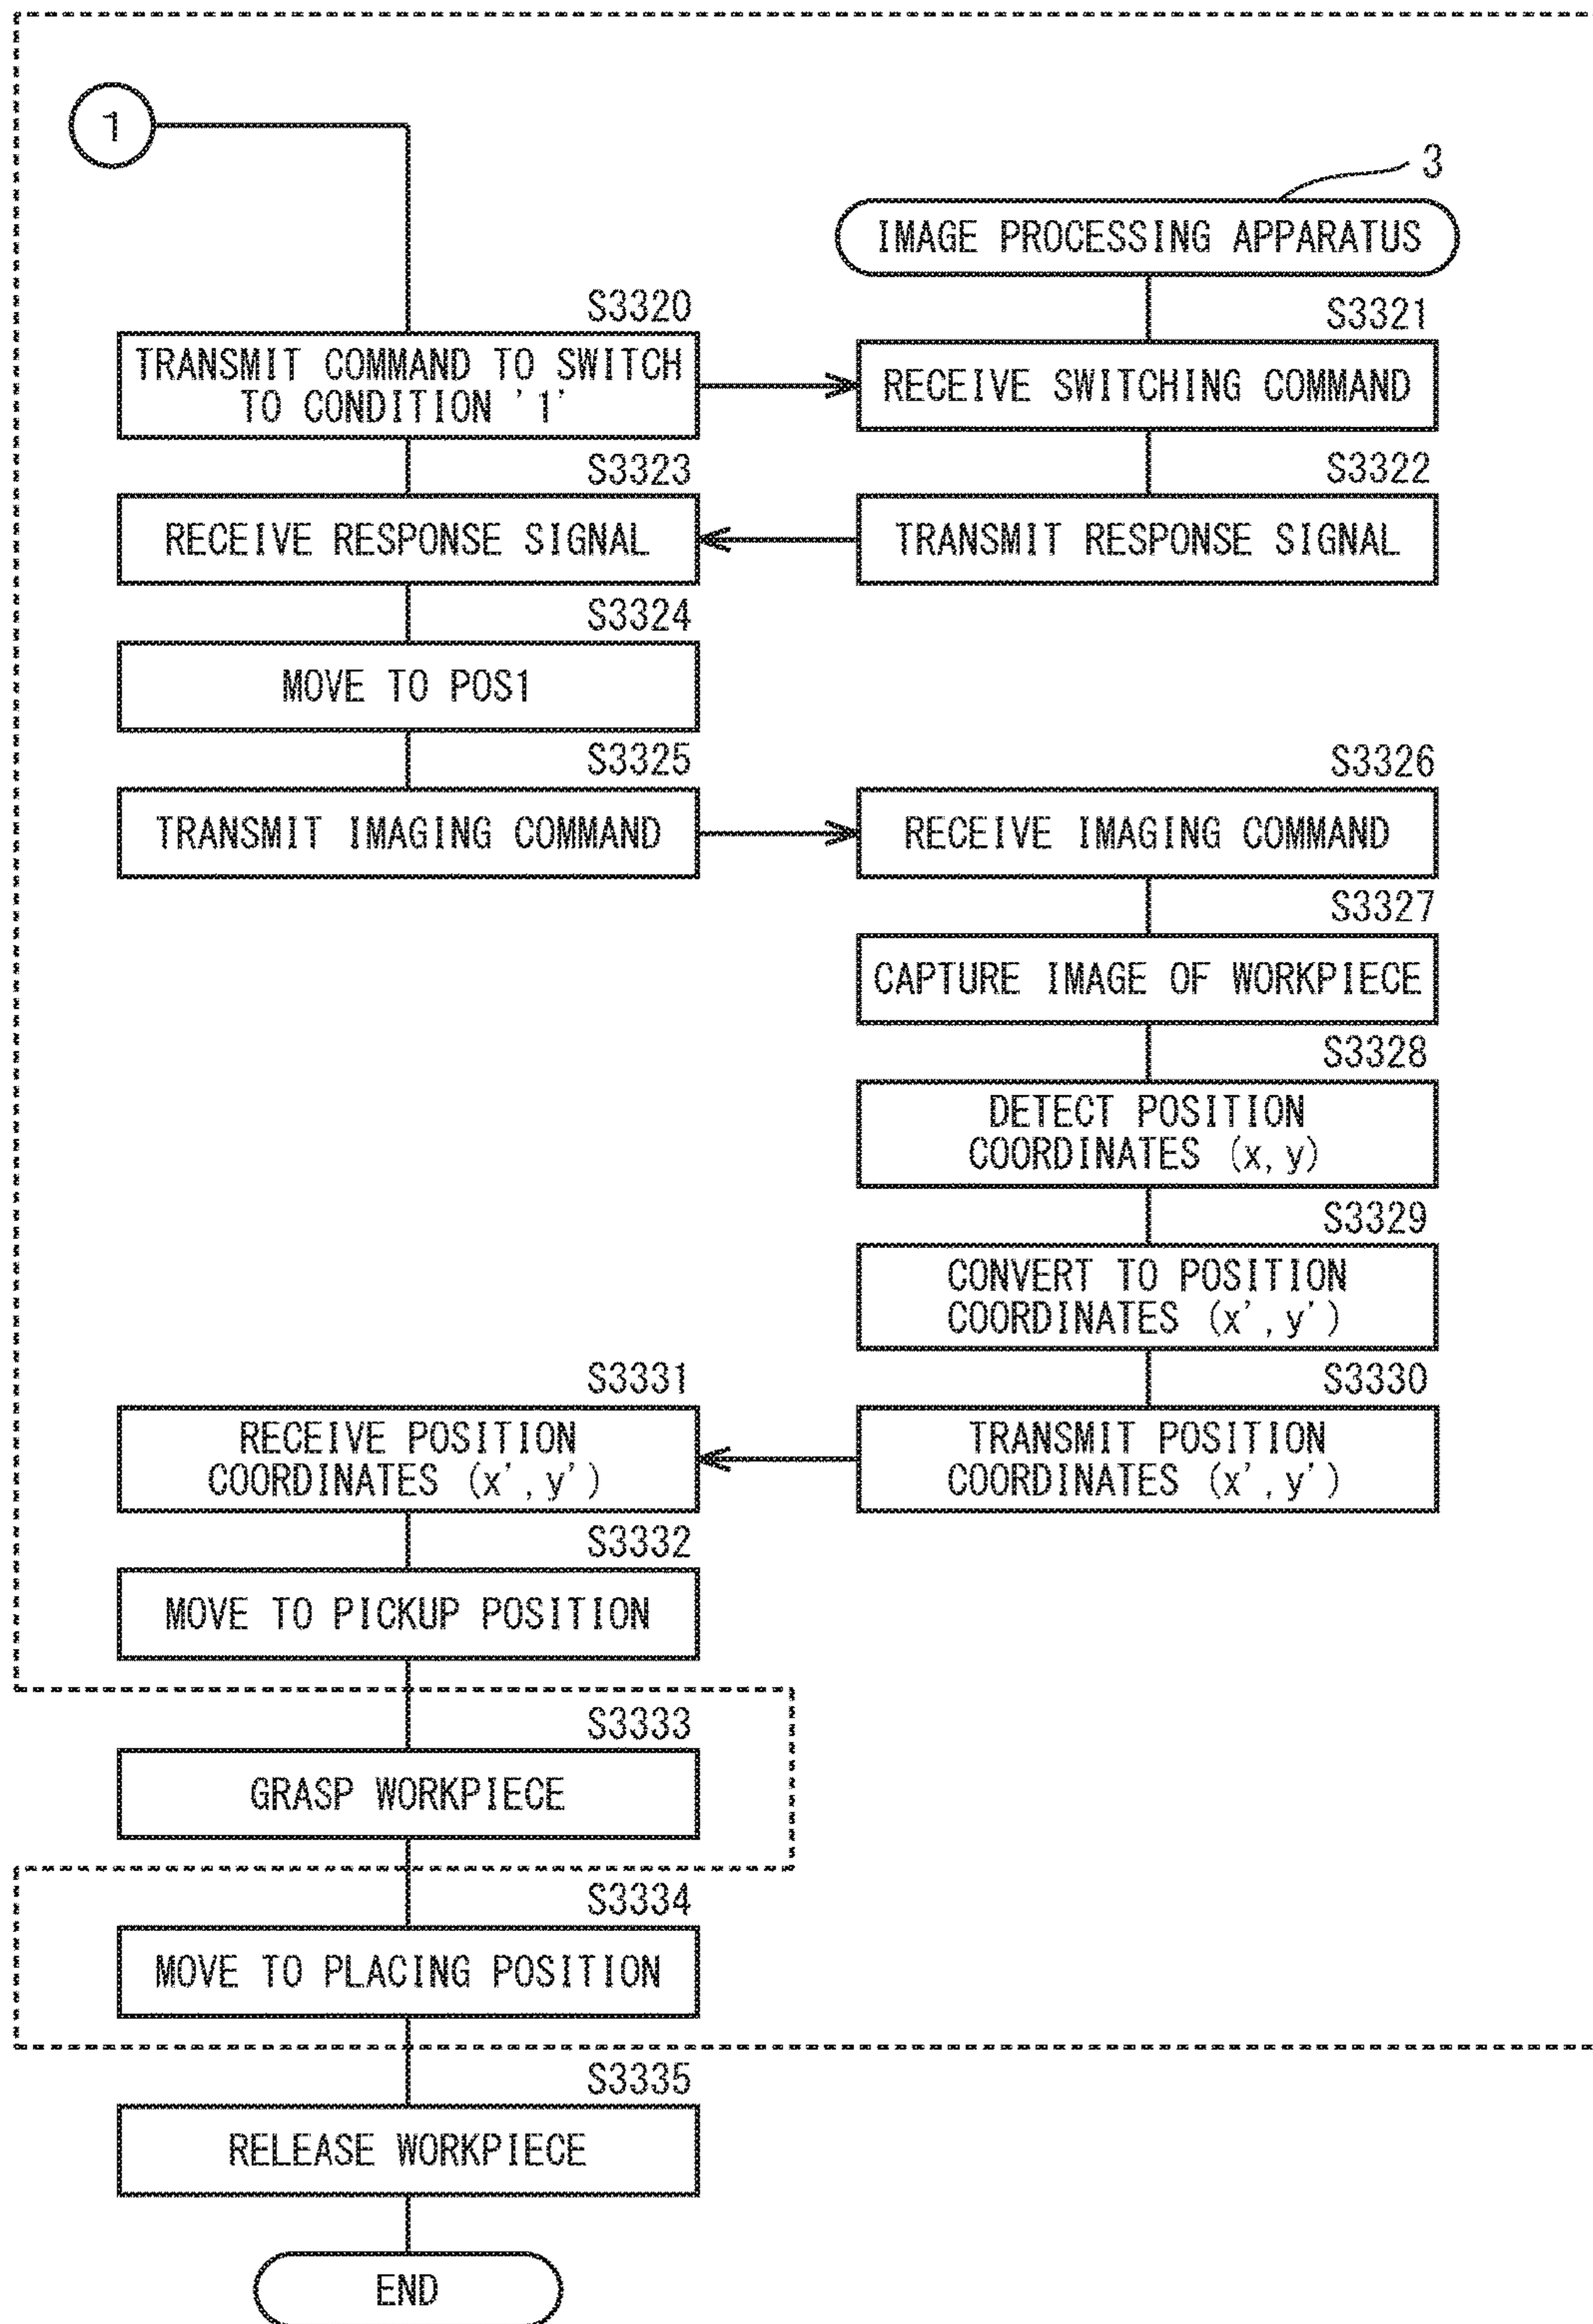 1
3
IMAGE PROCESSING APPARATUS
S3320
S3321
TRANSMIT COMMAND TO SWITCH
TO CONDITION '1'
RECEIVE SWITCHING COMMAND
S3323
S3322
RECEIVE RESPONSE SIGNAL
TRANSMIT RESPONSE SIGNAL
S3324
MOVE TO POS1
S3325
S3326
TRANSMIT IMAGING COMMAND
RECEIVE IMAGING COMMAND
S3327
CAPTURE IMAGE OF WORKPIECE
S3328
DETECT POSITION
COORDINATES (x, y)
S3329
CONVERT TO POSITION
COORDINATES (x', y')
S3331
S3330
RECEIVE POSITION
COORDINATES (x', y')
TRANSMIT POSITION
COORDINATES (x', y')
S3332
MOVE TO PICKUP POSITION
S3333
GRASP WORKPIECE
S3334
MOVE TO PLACING POSITION
S3335
RELEASE WORKPIECE
END